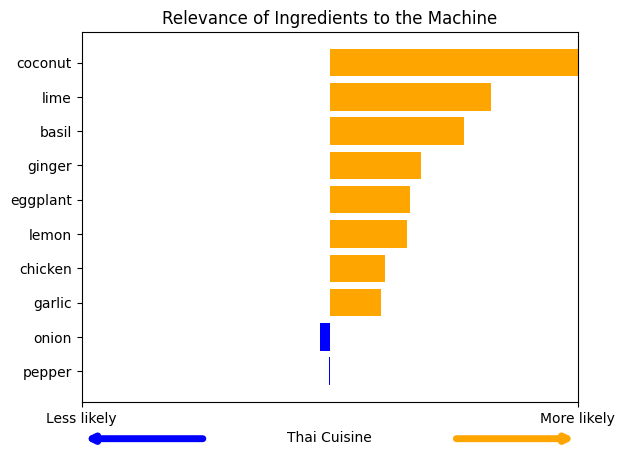 Relevance of Ingredients to the Machine
coconut
lime
basil
ginger
eggplant
lemon
chicken
garlic
onion
pepper
Less likely
More likely
Thai Cuisine